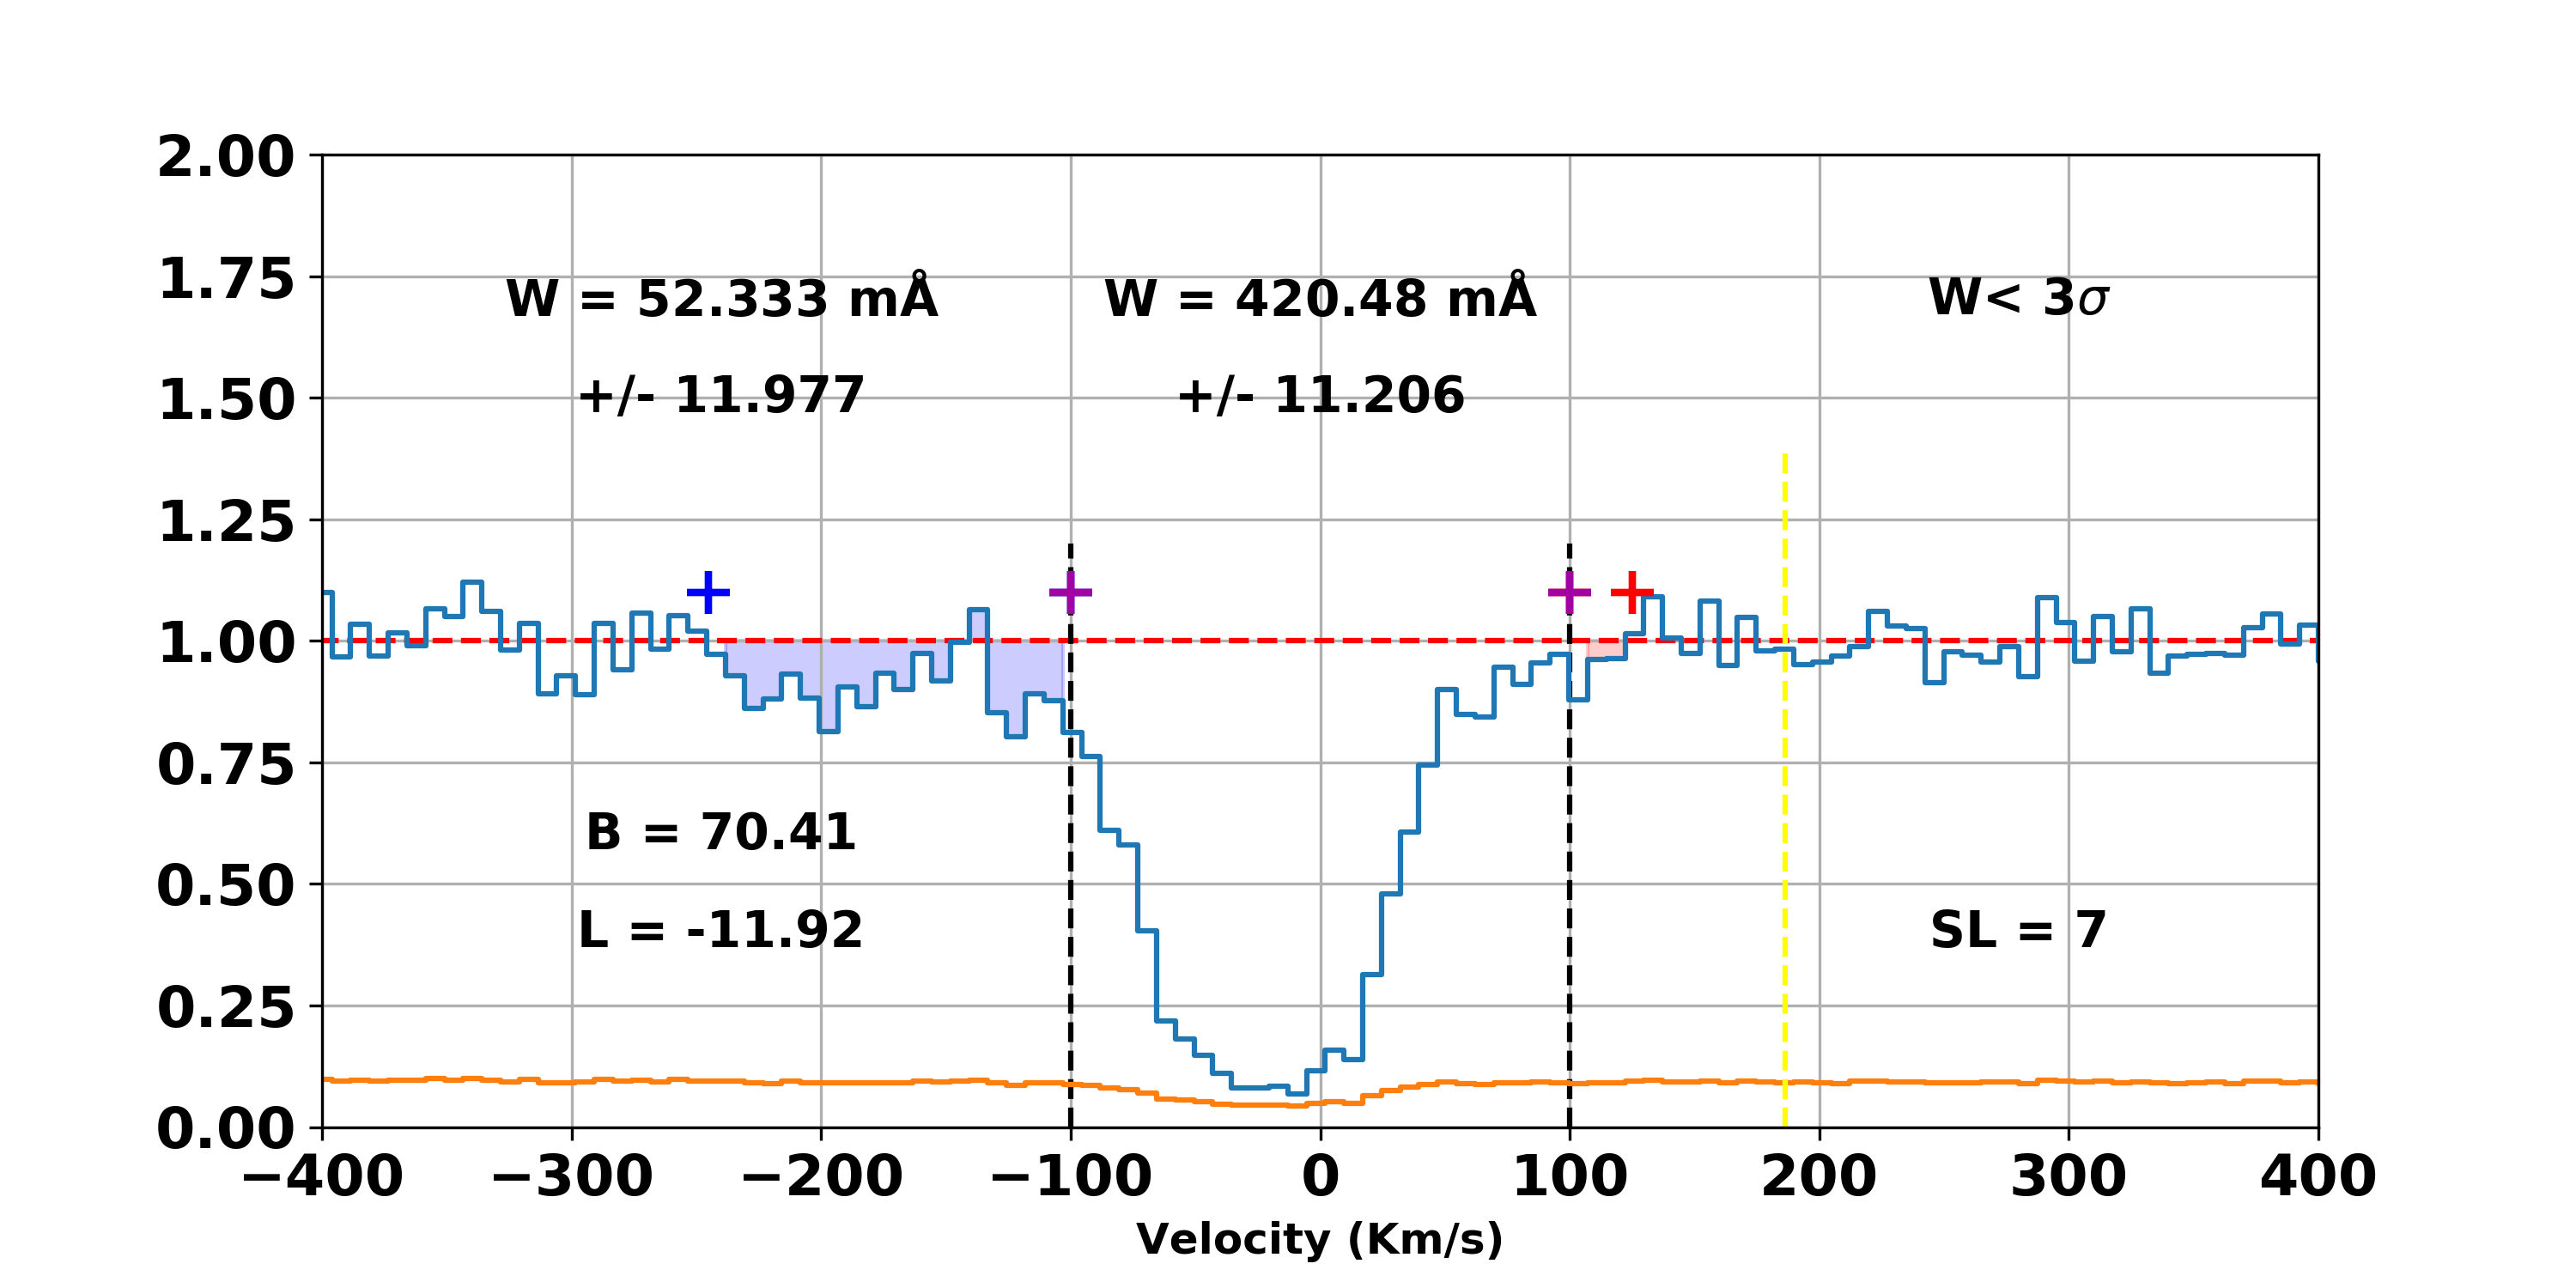 2.00
1.75
1.50
1.25
1.00
0.75
0.50
0.25
0.00
W = 52.333 mÅ
+/- 11.977
W = 420.48 mÅ
+/- 11.206
W< 3σ
B = 70.41
L = -11.92
SL = 7
−400 −300 −200 −100 0 100 200 300 400
Velocity (Km/s)